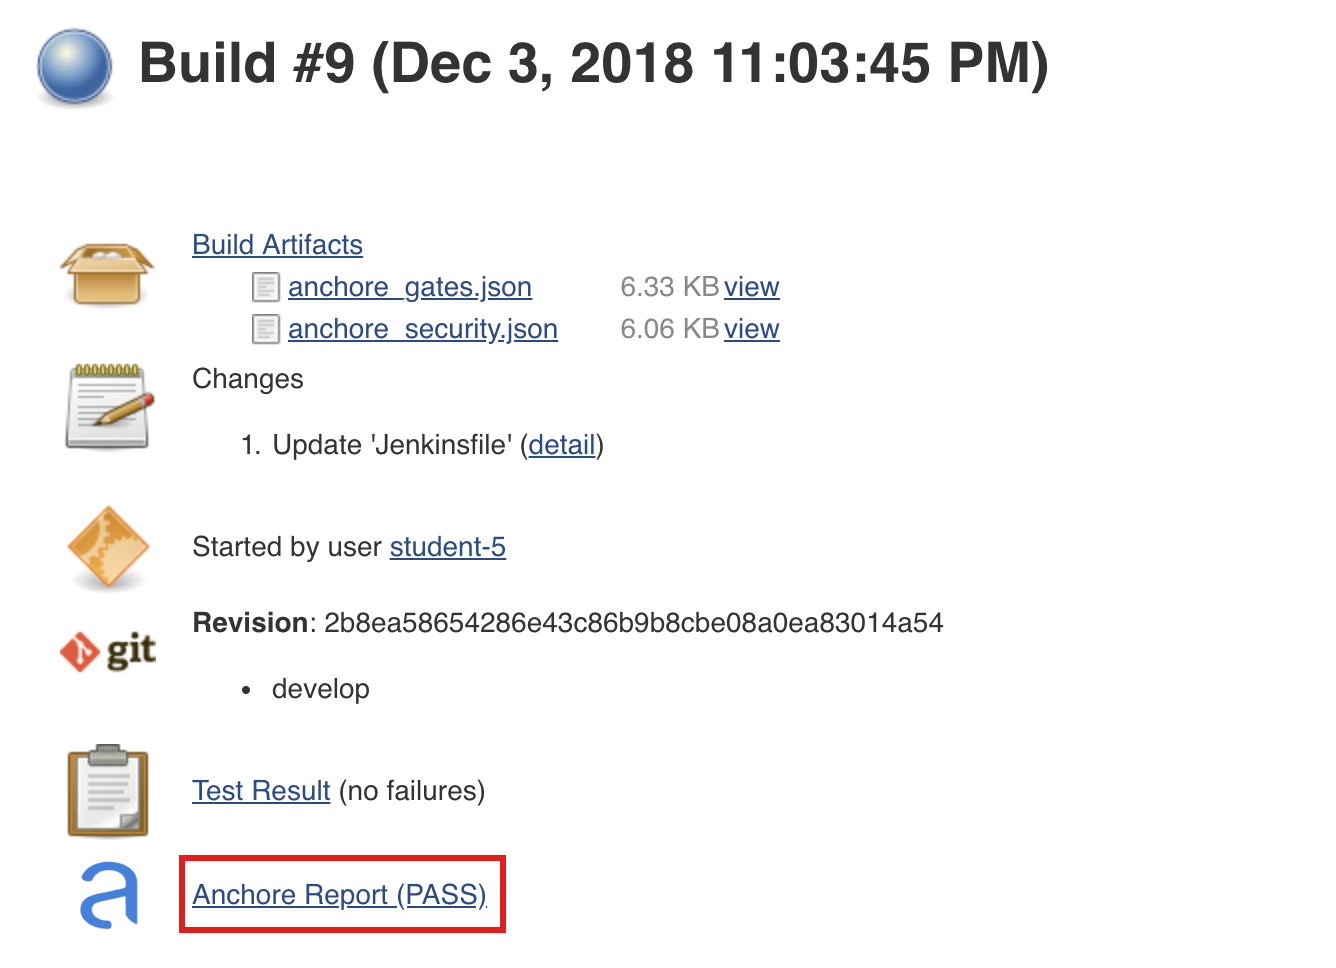 Build #9 (Dec 3, 2018 11:03:45 PM)
Build Artifacts
anchore_gates.json 6.33 KB view
anchore_security.json 6.06 KB view
Changes
1. Update 'Jenkinsfile' (detail)
Started by user student-5
Revision: 2b8ea58654286e43c86b9b8cbe08a0ea83014a54
git
• develop
Test Result (no failures)
Anchore Report (PASS)